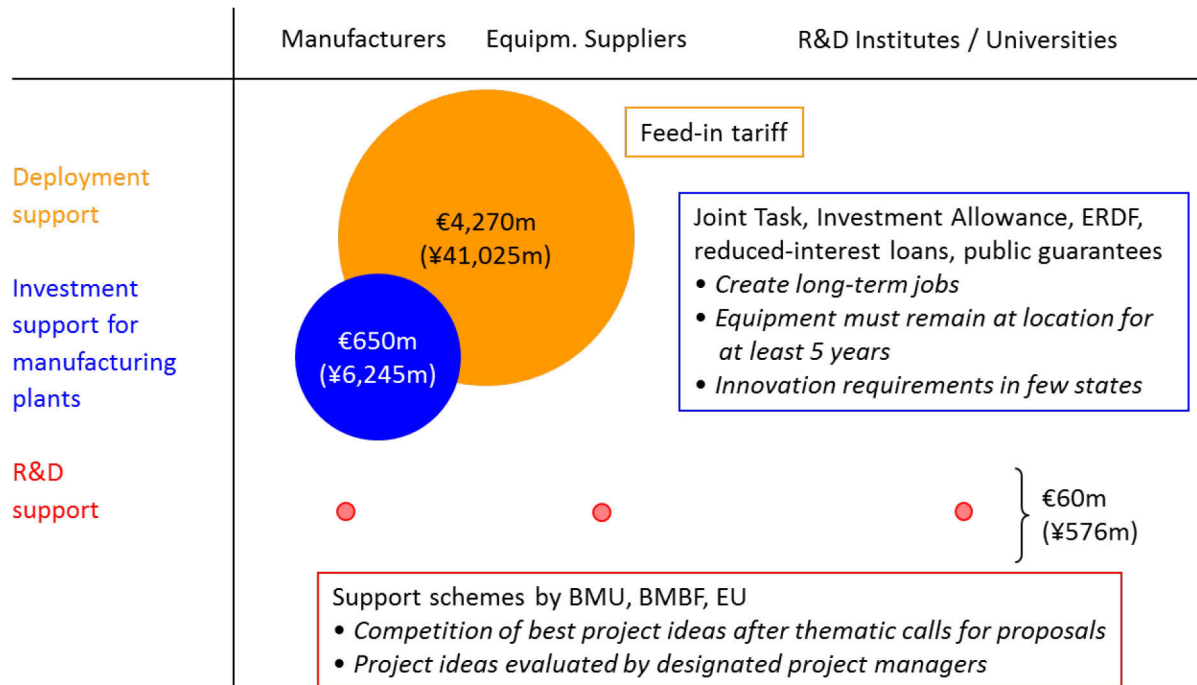 Manufacturers
Equipm. Suppliers
R&D Institutes / Universities
Feed-in tariff
Deployment
support
€4,270m
(¥41,025m)
Joint Task, Investment Allowance, ERDF,
reduced-interest loans, public guarantees
• Create long-term jobs
• Equipment must remain at location for
at least 5 years
• Innovation requirements in few states
Investment
support for
manufacturing
plants
€650m
(¥6,245m)
R&D
support
€60m
(¥576m)
Support schemes by BMU, BMBF, EU
• Competition of best project ideas after thematic calls for proposals
• Project ideas evaluated by designated project managers